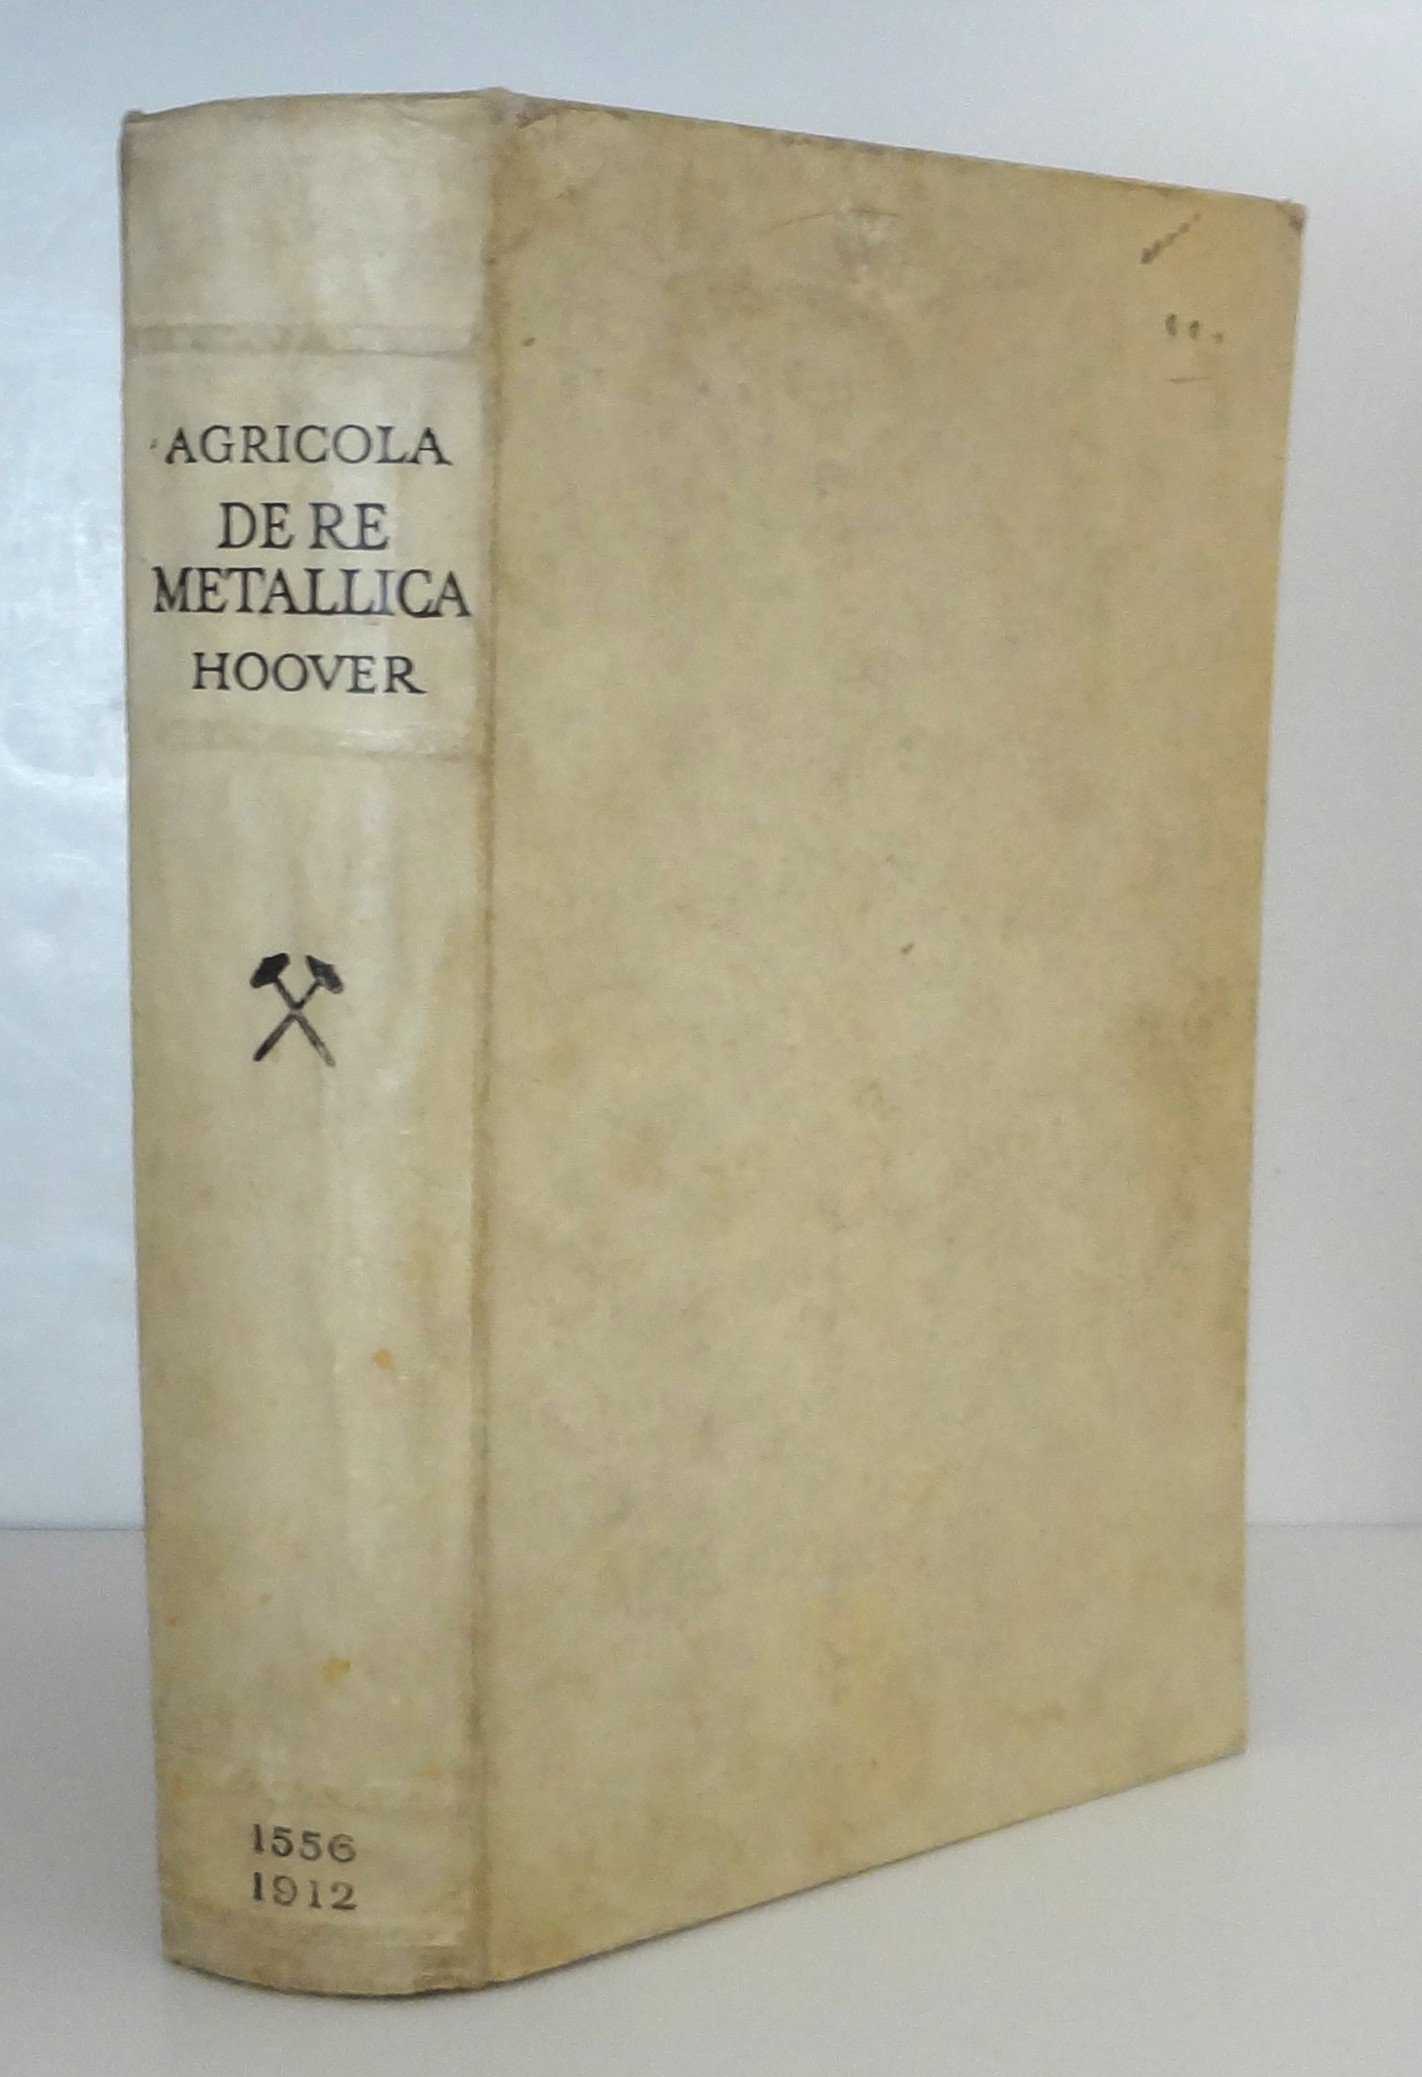 AGRICOLA
DE RE
METALLICA
HOOVER
1556
1912